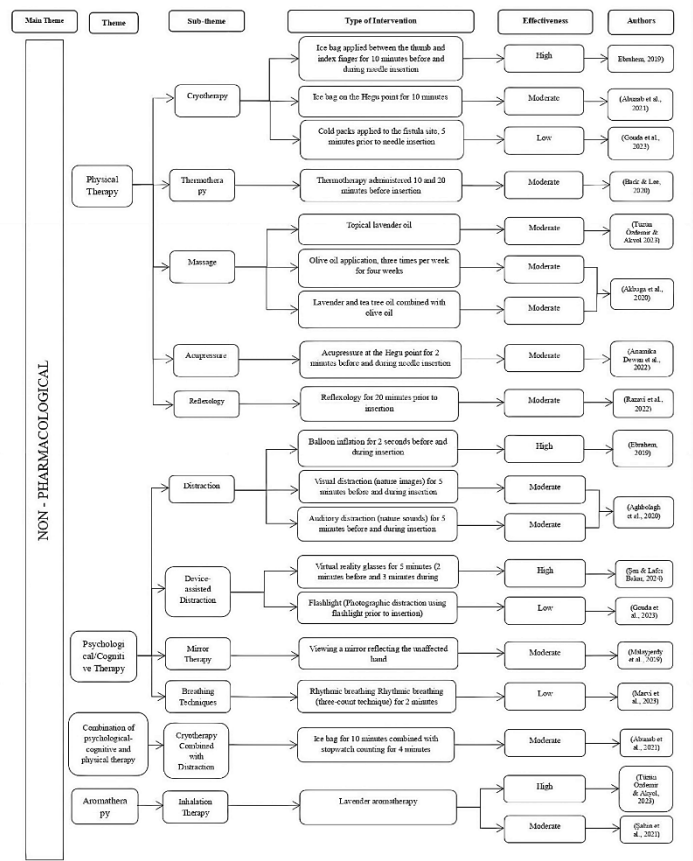 Main Theme
Theme
Sub-theme
Type of Intervention
Effectiveness
Authors
NON - PHARMACOLOGICAL
Physical
Therapy
Cryotherapy
Ice bag applied between the thumb and
index finger for 10 minutes before and
during needle insertion
High
Ebrahem, 2019)
Ice bag on the Hegu point for 10 minutes
Moderate
et al.,
2021)
Cold packs applied to the fistula site, 5
minutes prior to needle insertion
Low
(Gouda et al.,
2023)
Thermothera
py
Thermotherapy administered 10 and 20
minutes before insertion
Moderate
& Lee,
2020)
Massage
Topical lavender oil
Moderate
Özdemir &
Akyol 2023)
Olive oil application, three times per week
for four weeks
Moderate
Lavender and tea tree oil combined with
olive oil
Moderate
et al.,
2020)
Acupressure
Acupressure at the Hegu point for 2
minutes before and during needle insertion
Moderate
(Anamika
Dewan et al.,
2022)
Reflexology
Reflexology for 20 minutes prior to
insertion
Moderate
(Razavi et al.,
2022)
Psychologi
cal/Cogniti
ve Therapy
Distraction
Balloon inflation for 2 seconds before and
during insertion
High
(Ebrahem,
2019)
Visual distraction (nature images) for 5
minutes before and during insertion
Moderate
Auditory distraction (nature sounds) for 5
minutes before and during insertion
Moderate
(Aghbolagh
et al., 2020)
Device-
assisted
Distraction
Virtual reality glasses for 5 minutes (2
minutes before and 3 minutes during
High
(Şen & Lafcı
Bakar, 2024)
Flashlight (Photographic distraction using
flashlight prior to insertion)
Low
(Gouda et
al., 2023)
Mirror
Therapy
Viewing a mirror reflecting the unaffected
hand
Moderate
et al., 2019)
Breathing
Techniques
Rhythmic breathing Rhythmic breathing
(three-count technique) for 2 minutes
Low
(Marvi et
al., 2023)
Combination of
psychological-
cognitive and
physical therapy
Cryotherapy
Combined
with
Distraction
Ice bag for 10 minutes combined with
stopwatch counting for 4 minutes
Moderate
et
al., 2021)
Aromathera
py
Inhalation
Therapy
Lavender aromatherapy
High
Özdemir
& Akyol,
2023)
Moderate
(Şahin et
al., 2021)